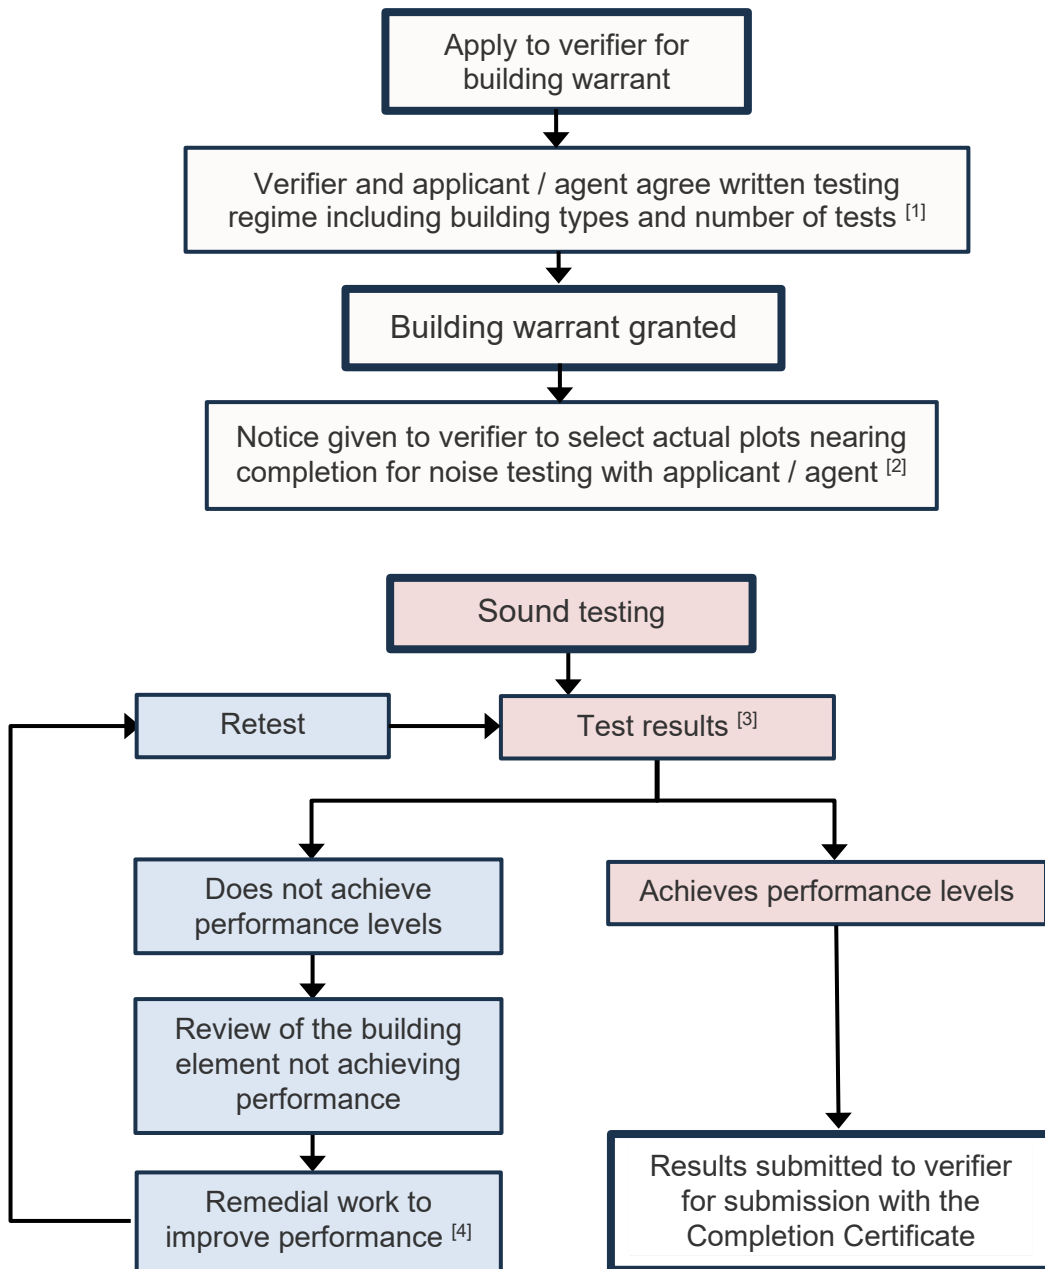 Apply to verifier for
building warrant
Verifier and applicant / agent agree written testing
regime including building types and number of tests [1]
Building warrant granted
Notice given to verifier to select actual plots nearing
completion for noise testing with applicant / agent [2]
Sound testing
Retest
Test results [3]
Does not achieve
performance levels
Achieves performance levels
Review of the building
element not achieving
performance
Remedial work to
improve performance [4]
Results submitted to verifier
for submission with the
Completion Certificate